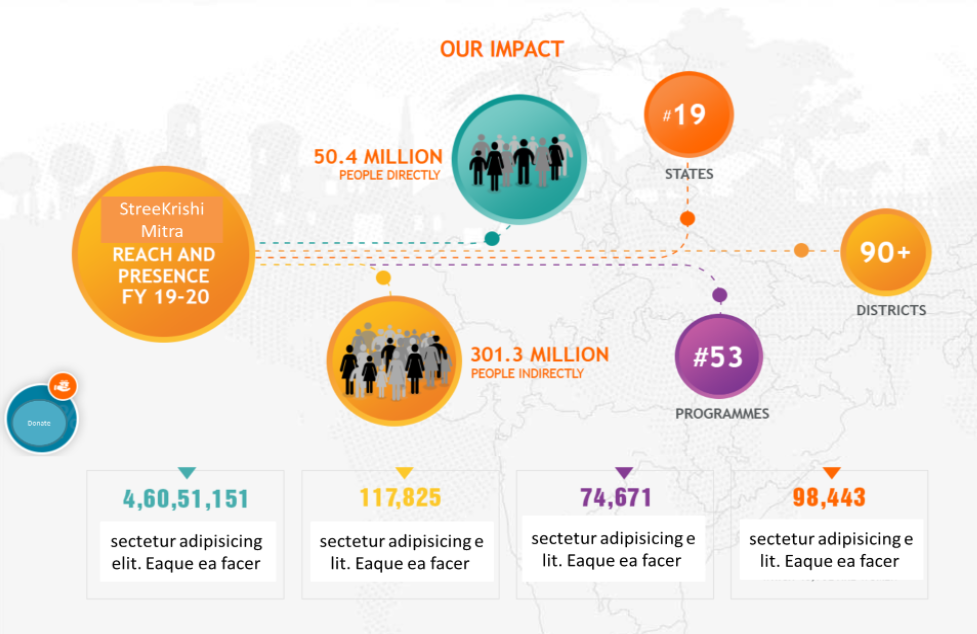 OUR IMPACT
#19
STATES
50.4 MILLION
PEOPLE DIRECTLY
StreeKrishi
Mitra
REACH AND
PRESENCE
FY 19-20
90+
DISTRICTS
301.3 MILLION
PEOPLE INDIRECTLY
#53
PROGRAMMES
Donate
4,60,51,151
sectetur adipisicing
elit. Eaque ea facer
117,825
sectetur adipisicing e
lit. Eaque ea facer
74,671
sectetur adipisicing e
lit. Eaque ea facer
98,443
sectetur adipisicing e
lit. Eaque ea facer